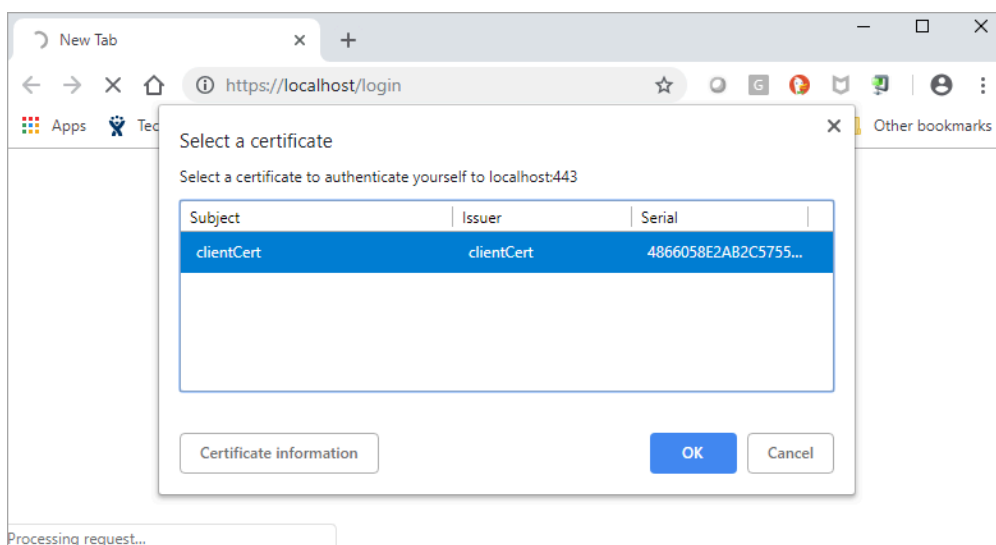 New Tab
https://localhost/login
G
Apps Tec Other bookmarks
Select a certificate
Select a certificate to authenticate yourself to localhost:443
Subject Issuer Serial
clientCert clientCert 4866058E2AB2C5755...
Certificate information OK Cancel
Processing request...